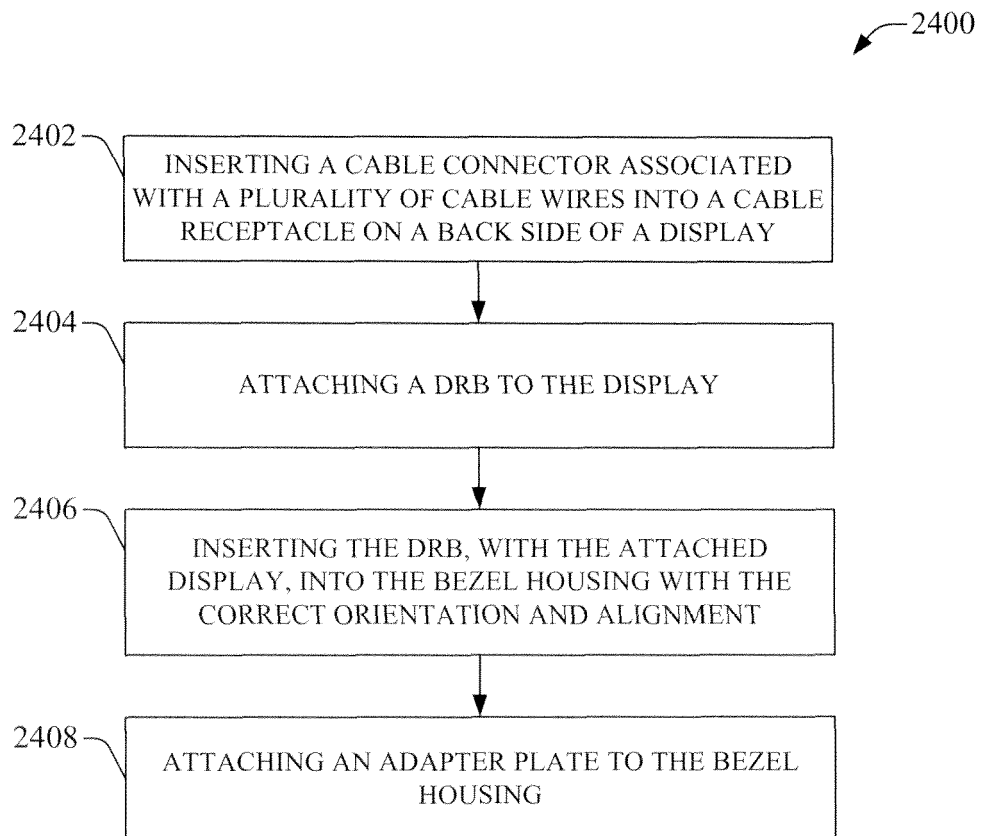 2400
2402
INSERTING A CABLE CONNECTOR ASSOCIATED
WITH A PLURALITY OF CABLE WIRES INTO A CABLE
RECEPTACLE ON A BACK SIDE OF A DISPLAY
2404
ATTACHING A DRB TO THE DISPLAY
2406
INSERTING THE DRB, WITH THE ATTACHED
DISPLAY, INTO THE BEZEL HOUSING WITH THE
CORRECT ORIENTATION AND ALIGNMENT
2408
ATTACHING AN ADAPTER PLATE TO THE BEZEL
HOUSING